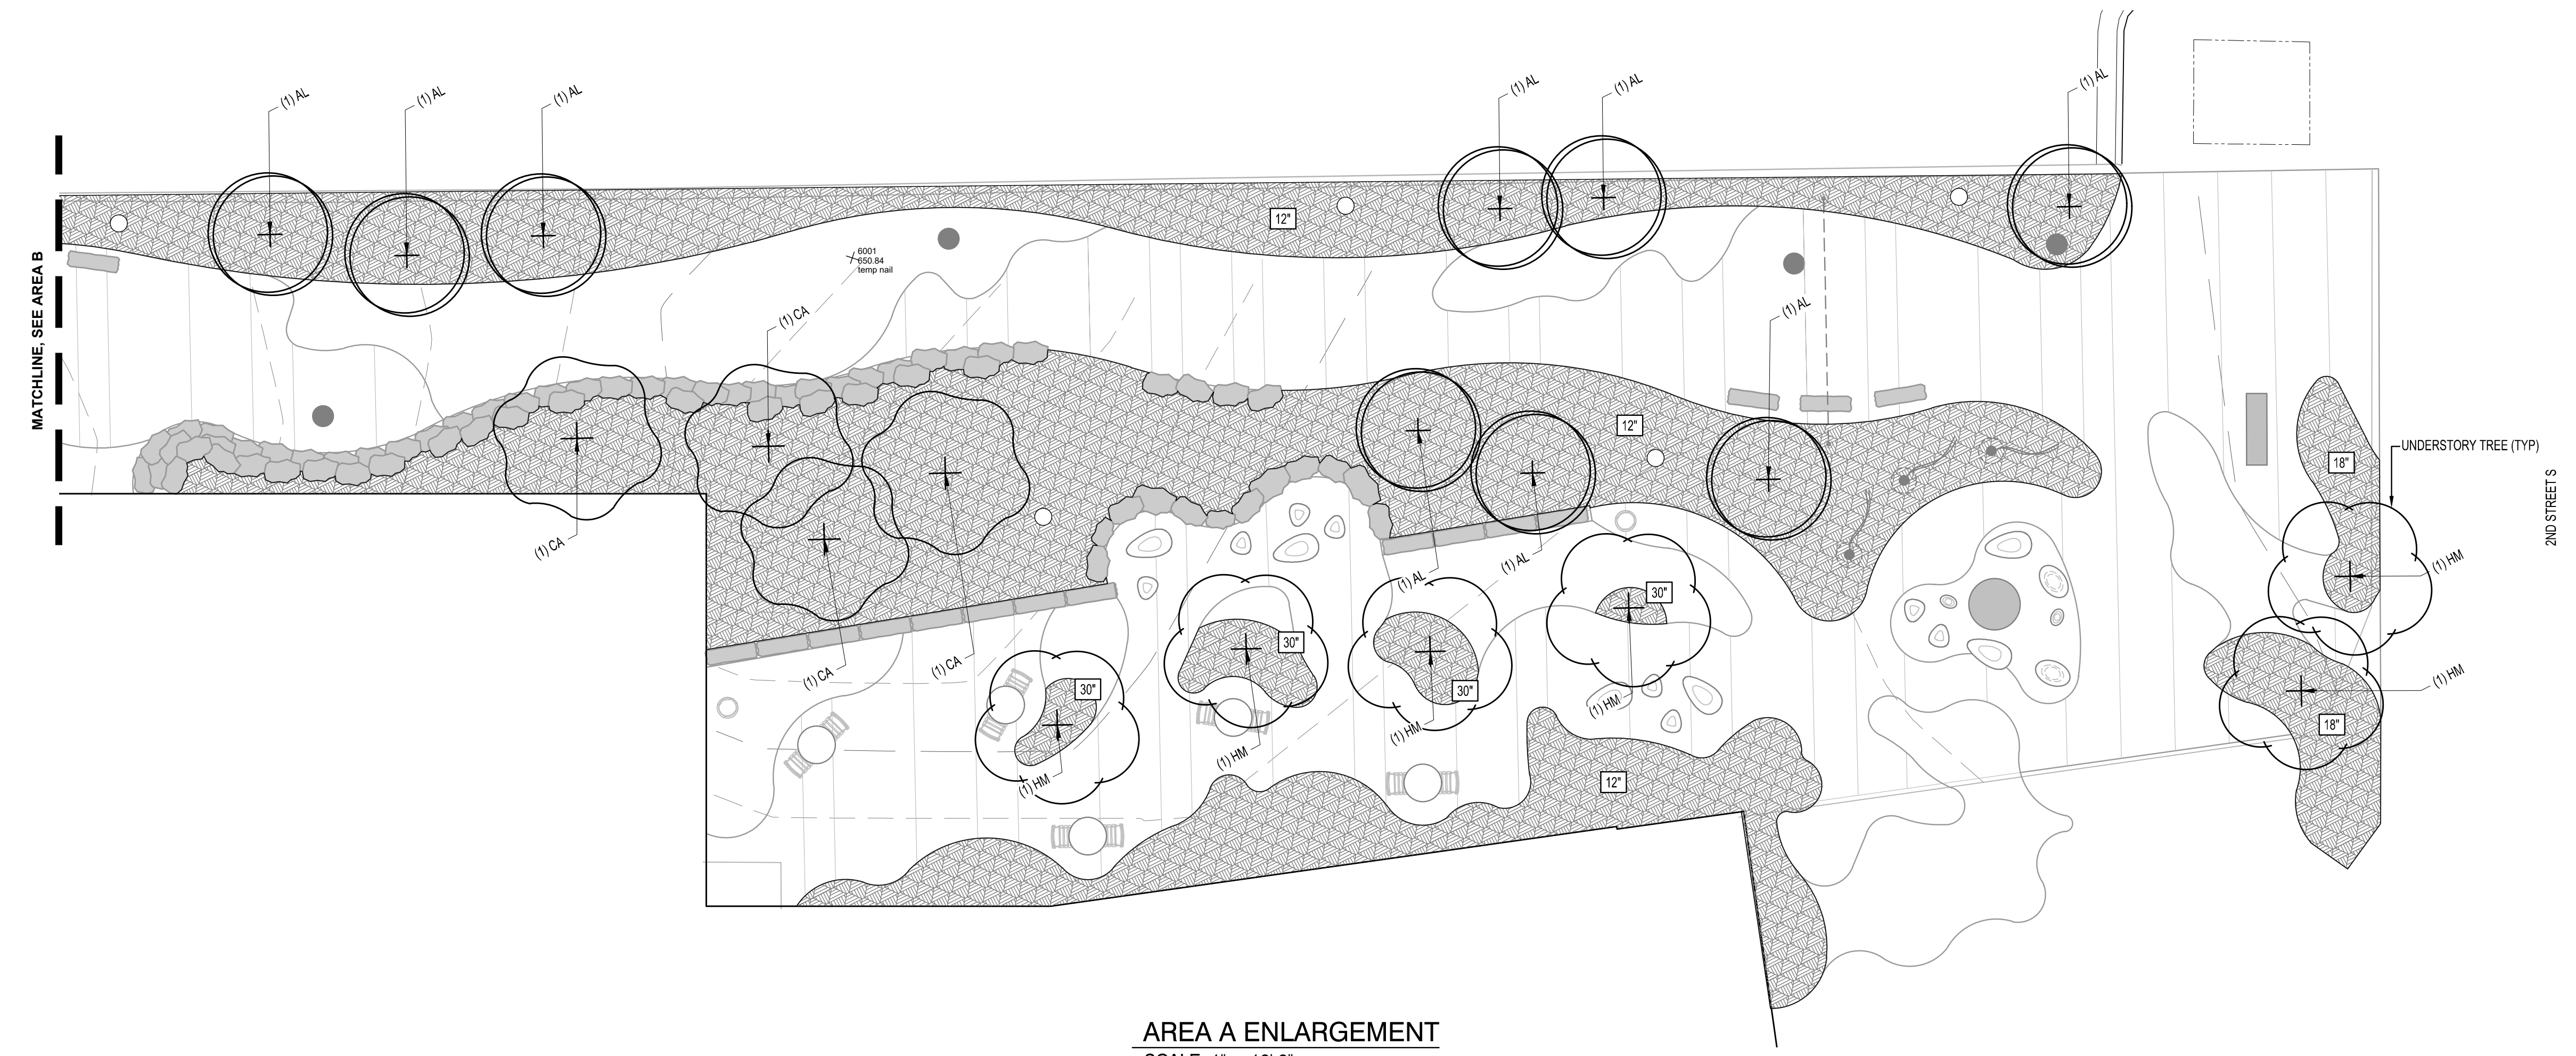 (1) AL
(1) AL
(1) AL
(1) AL
(1) AL
(1) AL
12"
6001
650.84
temp nail
MATCHLINE, SEE AREA B
(1) CA
(1) AL
12"
18"
UNDERSTORY TREE (TYP)
2ND STREET S
(1) CA
(1) AL
(1) AL
(1) HM
30"
30"
(1) CA
(1) CA
30"
30"
(1) HM
18"
(1) HM
(1) HM
(1) HM
(1) HM
12"
AREA A ENLARGEMENT